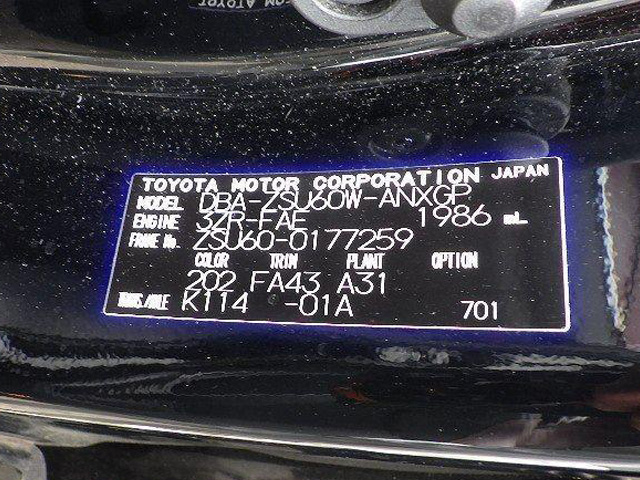 TOYOTA MOTOR CORPORATION JAPAN
MODEL DBA-ZSU60W-ANXGP
ENGINE 3ZR-FAE 1986 mL
FRAME No. ZSU60-0177259
COLOR TRIM PLANT OPTION
202 FA43 A31
TRANS./AXLE K114 -01A 701